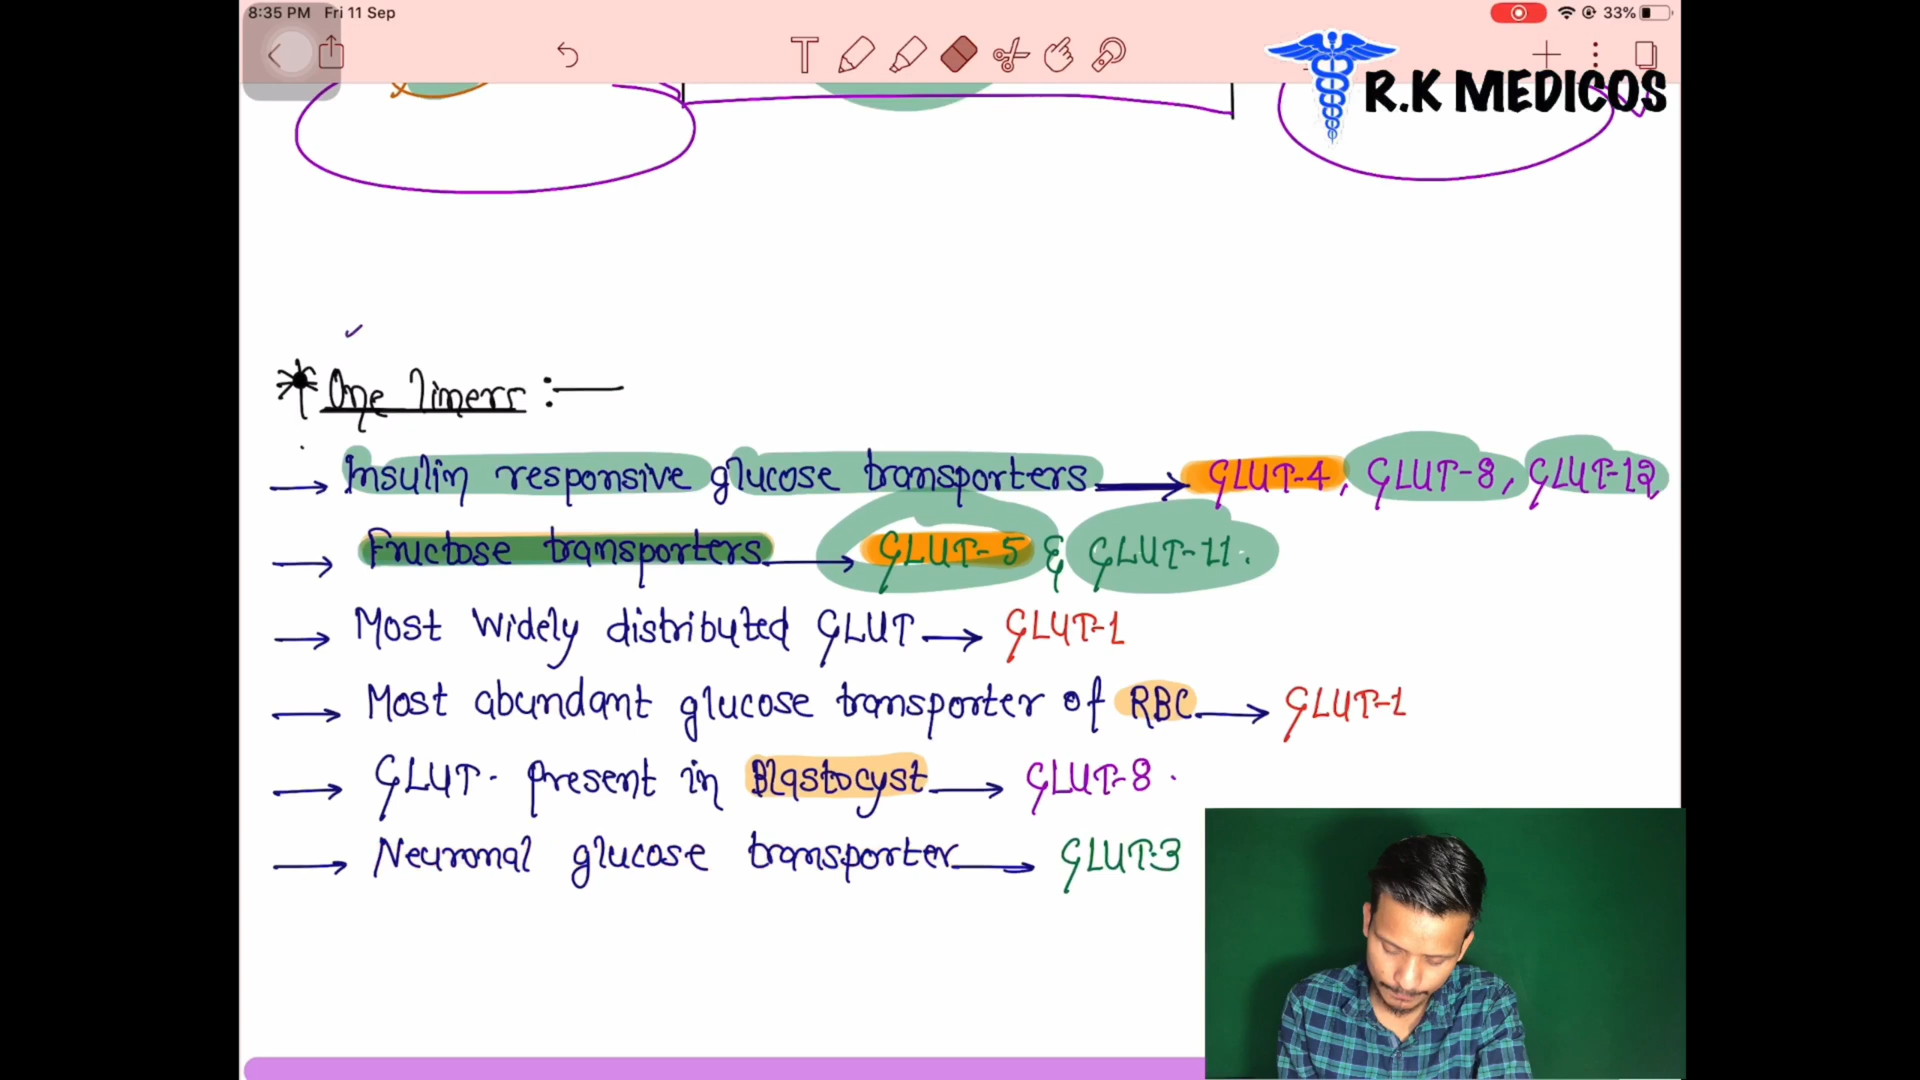 8:35 PM Fri 11 Sep
33%
T
R.K MEDICOS
One liners :—
→ Insulin responsive glucose transporters → GLUT-4, GLUT-8, GLUT-12
→ Fructose transporters → GLUT-5 & GLUT-11.
→ Most widely distributed GLUT → GLUT-1
→ Most abundant glucose transporter of RBC → GLUT-1
→ GLUT- present in Blastocyst → GLUT-8.
→ Neuronal glucose transporter → GLUT-3